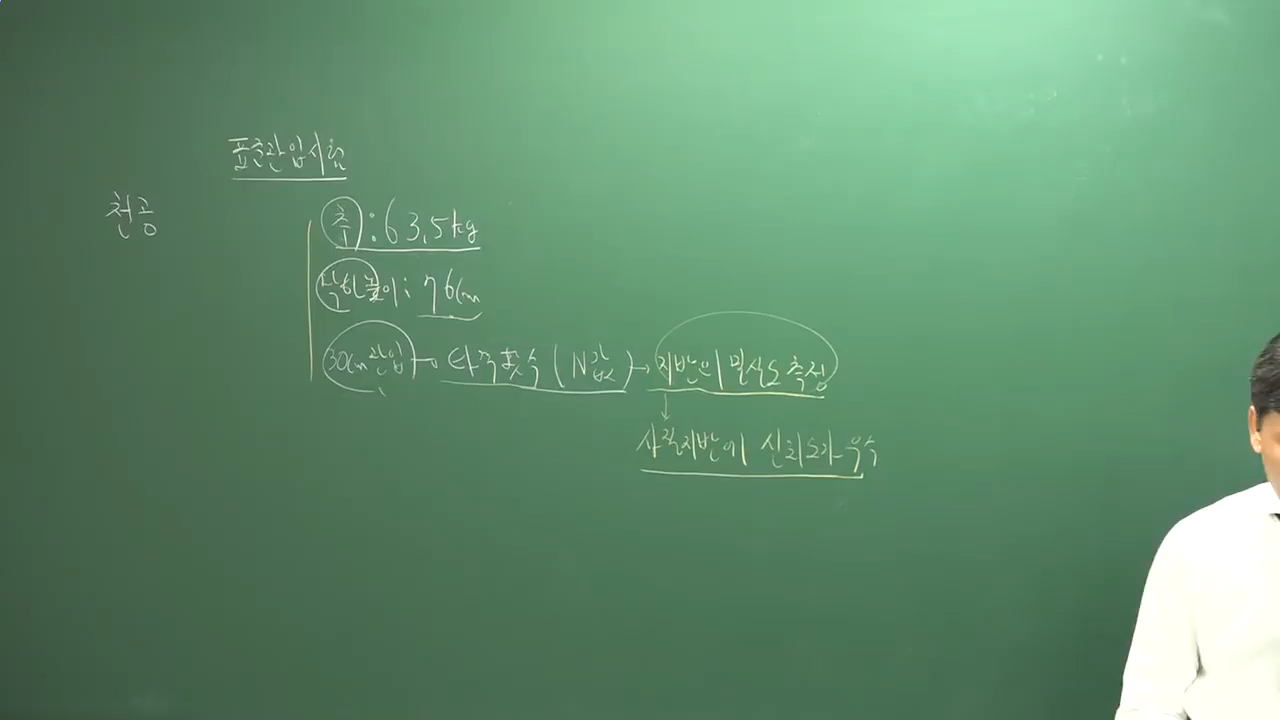 표준관입시험
천공
추 : 63.5kg
낙하높이 : 76cm
30cm 관입 → 타격횟수 (N값) → 지반의 밀실도 측정
↓
사질지반이 신뢰도가 우수